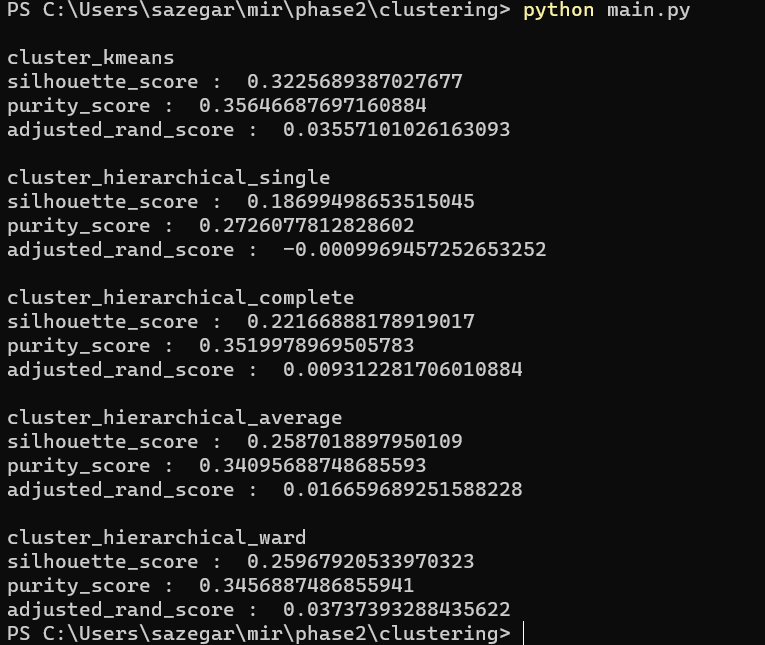 PS C:\Users\sazegar\mir\phase2\clustering> python main.py
cluster_kmeans
silhouette_score :  0.3225689387027677
purity_score :  0.35646687697160884
adjusted_rand_score :  0.03557101026163093
cluster_hierarchical_single
silhouette_score :  0.18699498653515045
purity_score :  0.2726077812828602
adjusted_rand_score :  -0.0009969457252653252
cluster_hierarchical_complete
silhouette_score :  0.22166888178919017
purity_score :  0.3519978969505783
adjusted_rand_score :  0.009312281706010884
cluster_hierarchical_average
silhouette_score :  0.2587018897950109
purity_score :  0.34095688748685593
adjusted_rand_score :  0.016659689251588228
cluster_hierarchical_ward
silhouette_score :  0.25967920533970323
purity_score :  0.3456887486855941
adjusted_rand_score :  0.03737393288435622
PS C:\Users\sazegar\mir\phase2\clustering>